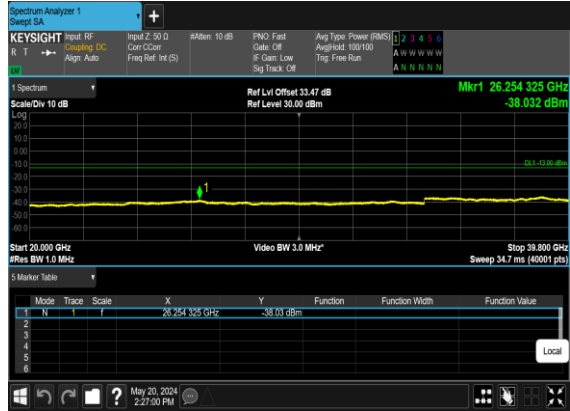 Spectrum Analyzer 1
Swept SA
+
KEYSIGHT Input: RF Input Z: 50 Ω #Atten: 10 dB PNO: Fast Avg Type: Power (RMS) 1 2 3 4 5 6
R T Coupling: DC Corr CCorr Gate: Off Avg|Hold: 100/100 A W W W W W
Align: Auto Freq Ref: Int (S) IF Gain: Low Trig: Free Run
Sig Track: Off A N N N N N
1 Spectrum
Scale/Div 10 dB
Ref Lvl Offset 33.47 dB
Ref Level 30.00 dBm
Mkr1 26.254 325 GHz
-38.032 dBm
Log
20.0
10.0
0.00
-10.0
DL1 -13.00 dBm
-20.0
-30.0
1
-40.0
-50.0
-60.0
Start 20.000 GHz Video BW 3.0 MHz* Stop 39.800 GHz
#Res BW 1.0 MHz Sweep 34.7 ms (40001 pts)
5 Marker Table
Mode Trace Scale X Y Function Function Width Function Value
1 N 1 f 26.254 325 GHz -38.03 dBm
2
3
4
5
6
Local
?
May 20, 2024
2:27:00 PM